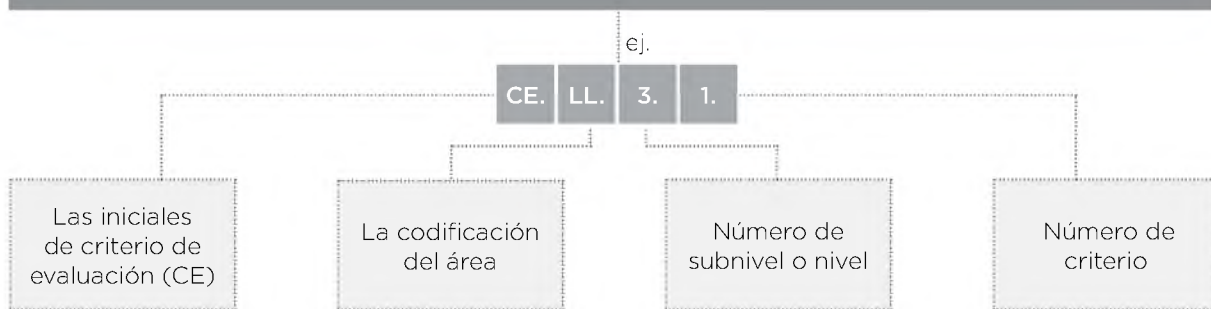 ej.
CE. LL. 3. 1.
Las iniciales
de criterio de
evaluación (CE)
La codificación
del área
Número de
subnivel o nivel
Número de
criterio